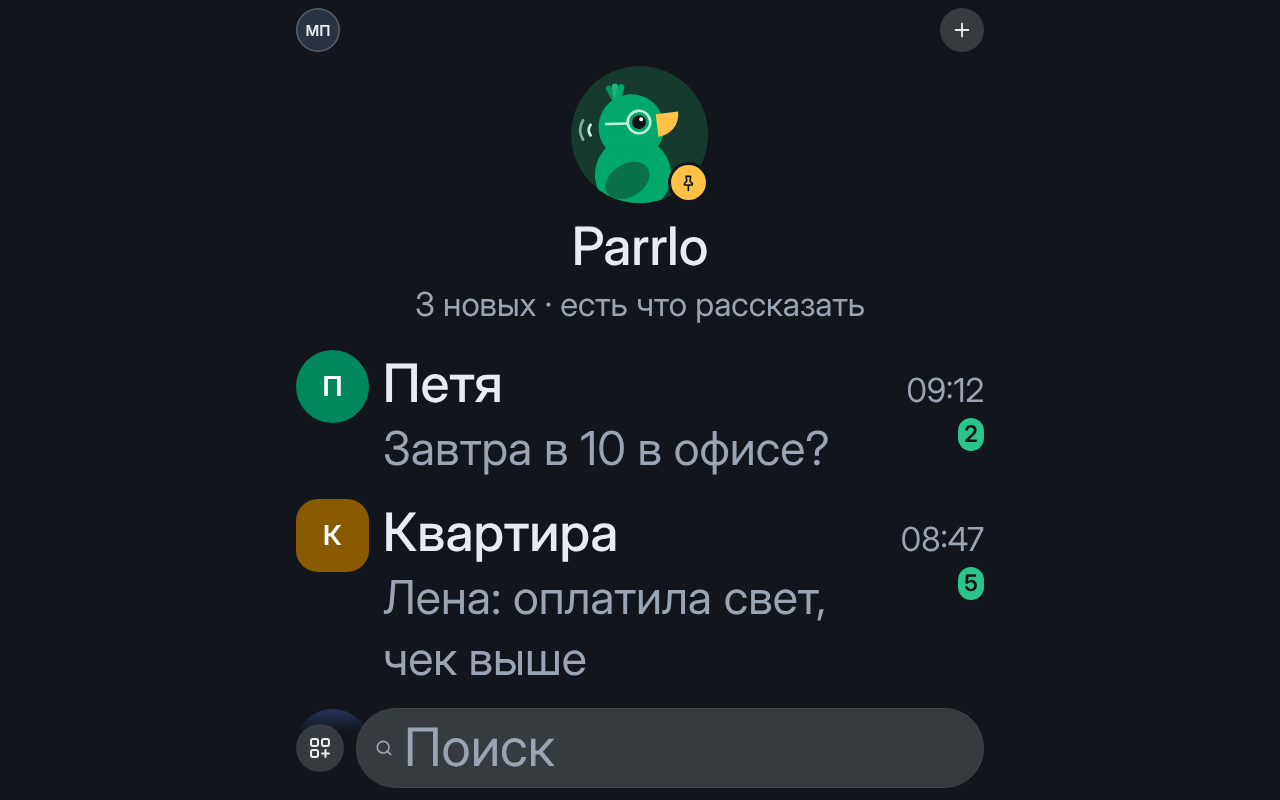 МП
Parrlo
3 новых · есть что рассказать
П
Петя
09:12
Завтра в 10 в офисе?
2
К
Квартира
08:47
Лена: оплатила свет,
чек выше
5
Поиск